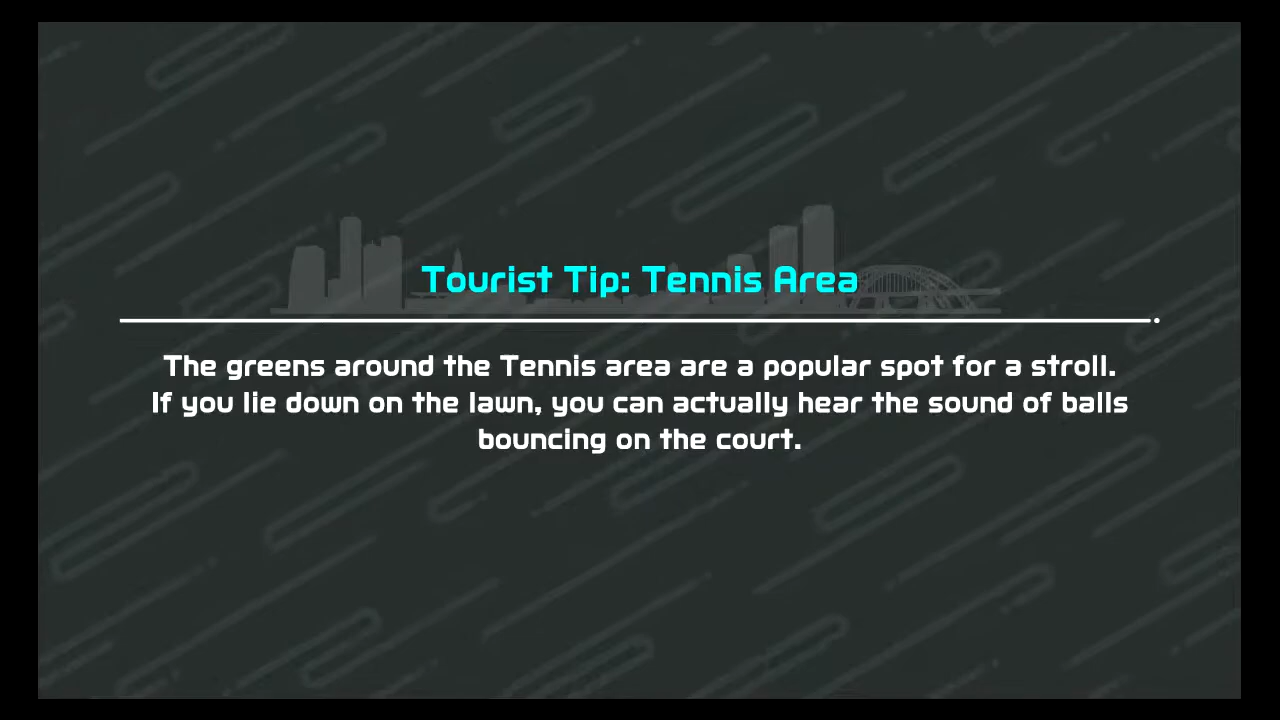 Tourist Tip: Tennis Area
The greens around the Tennis area are a popular spot for a stroll.
If you lie down on the lawn, you can actually hear the sound of balls
bouncing on the court.